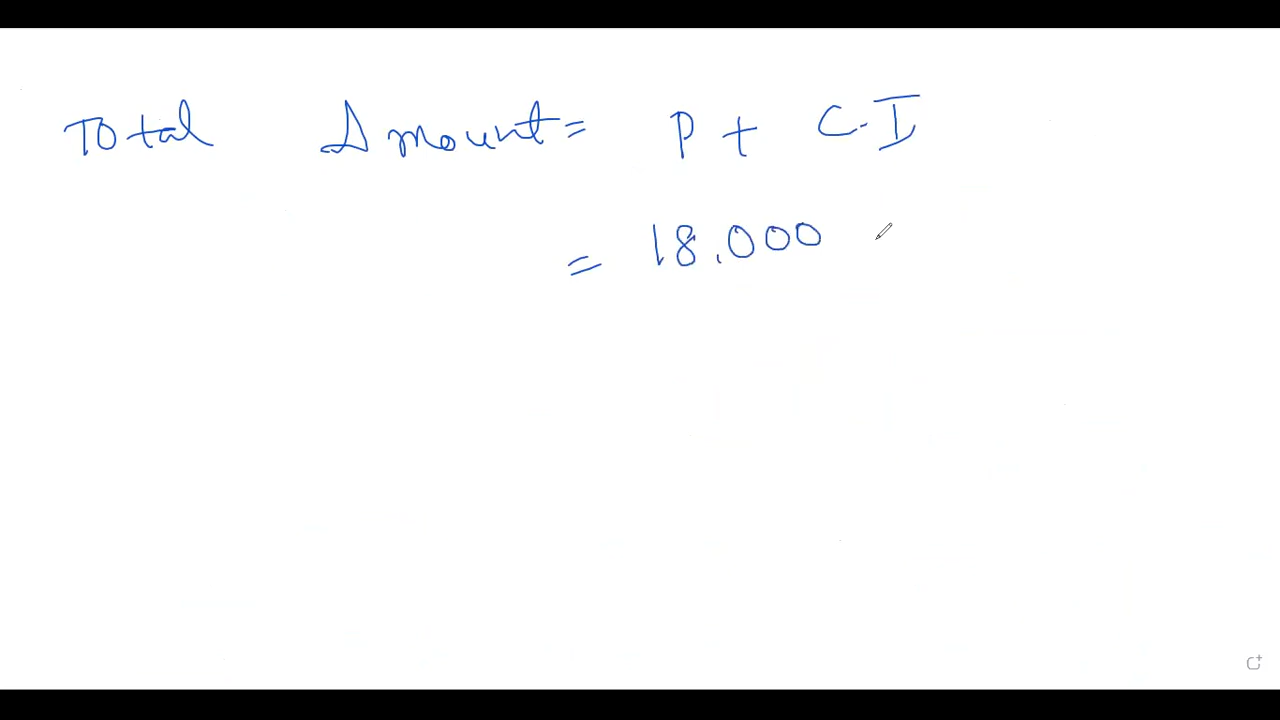 Total Amount = P + C.I
= 18,000